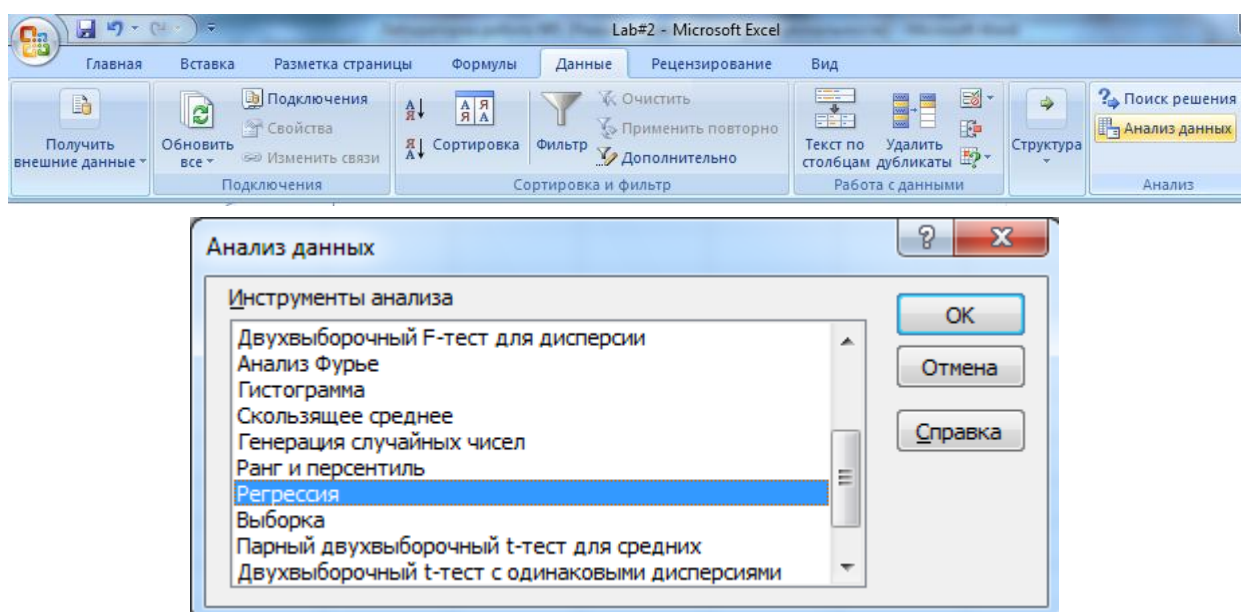 Lab#2 - Microsoft Excel
Главная Вставка Разметка страницы Формулы Данные Рецензирование Вид
Получить внешние данные
Обновить все
Подключения
Свойства
Изменить связи
Подключения
Сортировка
Фильтр
Очистить
Применить повторно
Дополнительно
Сортировка и фильтр
Текст по столбцам
Удалить дубликаты
Работа с данными
Структура
Поиск решения
Анализ данных
Анализ
Анализ данных
Инструменты анализа
Двухвыборочный F-тест для дисперсии
Анализ Фурье
Гистограмма
Скользящее среднее
Генерация случайных чисел
Ранг и персентиль
Регрессия
Выборка
Парный двухвыборочный t-тест для средних
Двухвыборочный t-тест с одинаковыми дисперсиями
OK
Отмена
Справка